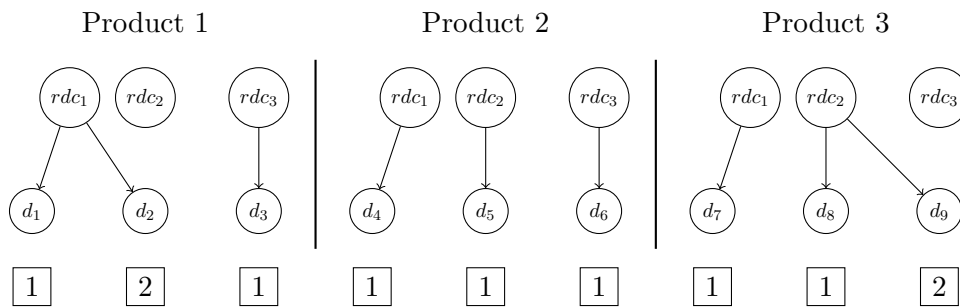 Product 1 Product 2 Product 3
rdc₁ rdc₂ rdc₃ rdc₁ rdc₂ rdc₃ rdc₁ rdc₂ rdc₃
d₁ d₂ d₃ d₄ d₅ d₆ d₇ d₈ d₉
1 2 1 1 1 1 1 1 2